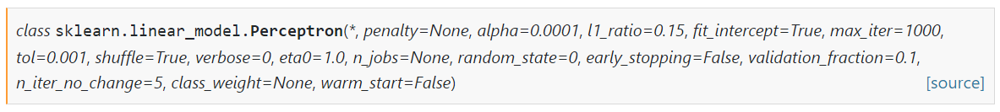 class sklearn.linear_model.Perceptron(*, penalty=None, alpha=0.0001, l1_ratio=0.15, fit_intercept=True, max_iter=1000,
tol=0.001, shuffle=True, verbose=0, eta0=1.0, n_jobs=None, random_state=0, early_stopping=False, validation_fraction=0.1,
n_iter_no_change=5, class_weight=None, warm_start=False) [source]